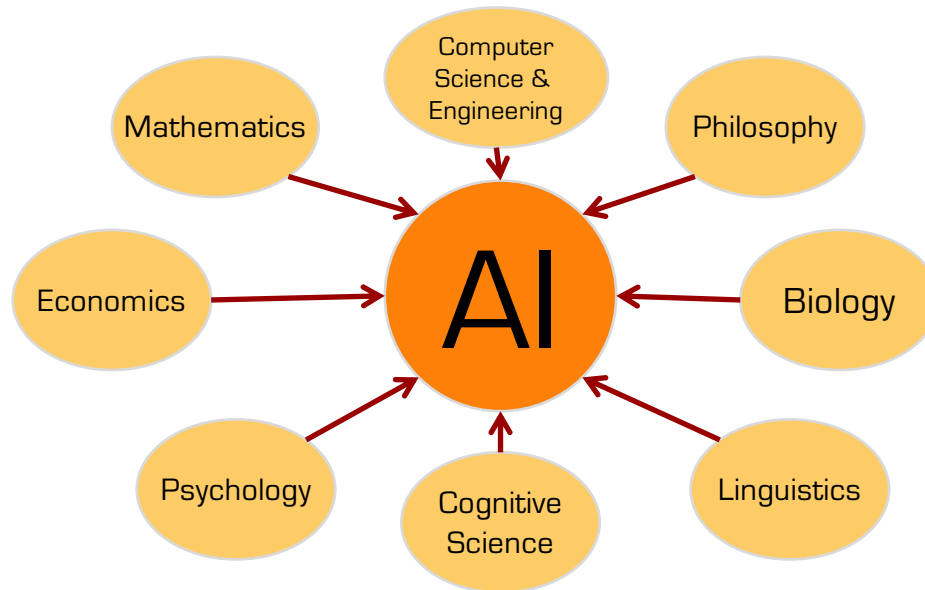 Computer
Science &
Engineering
Mathematics
Philosophy
AI
Economics
Biology
Psychology
Cognitive
Science
Linguistics